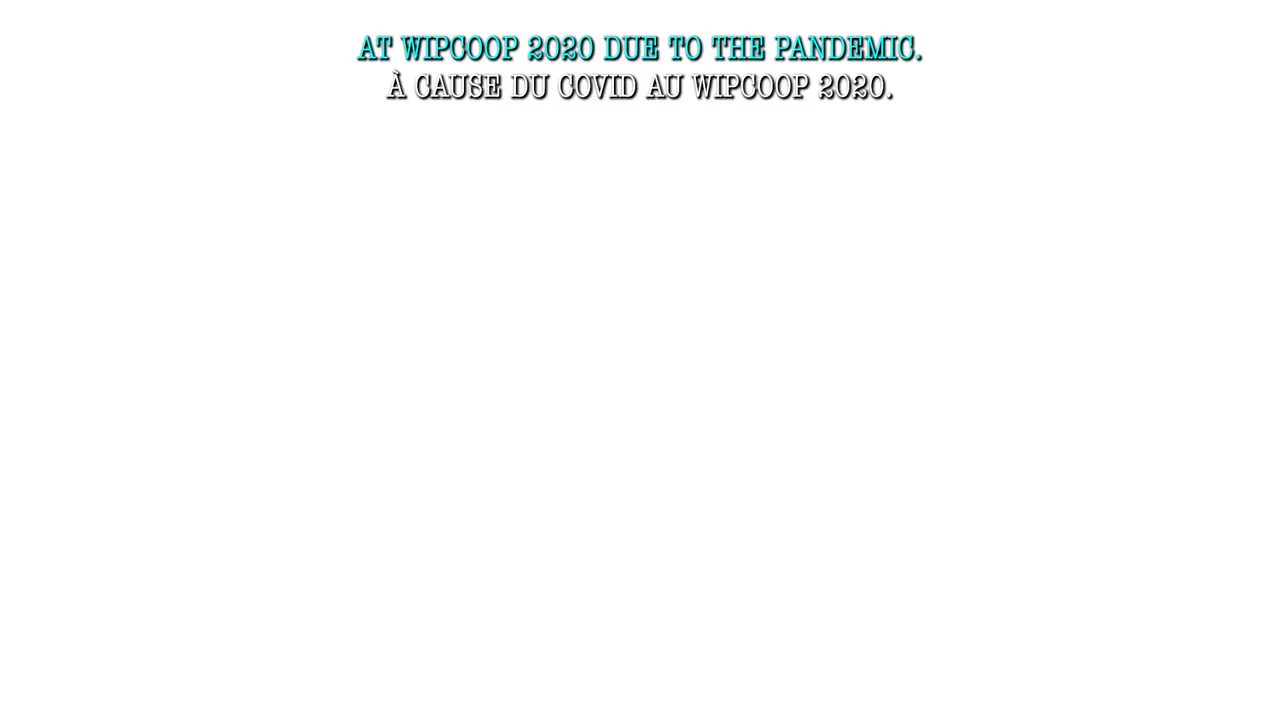 AT WIPCOOP 2020 DUE TO THE PANDEMIC.
À CAUSE DU COVID AU WIPCOOP 2020.